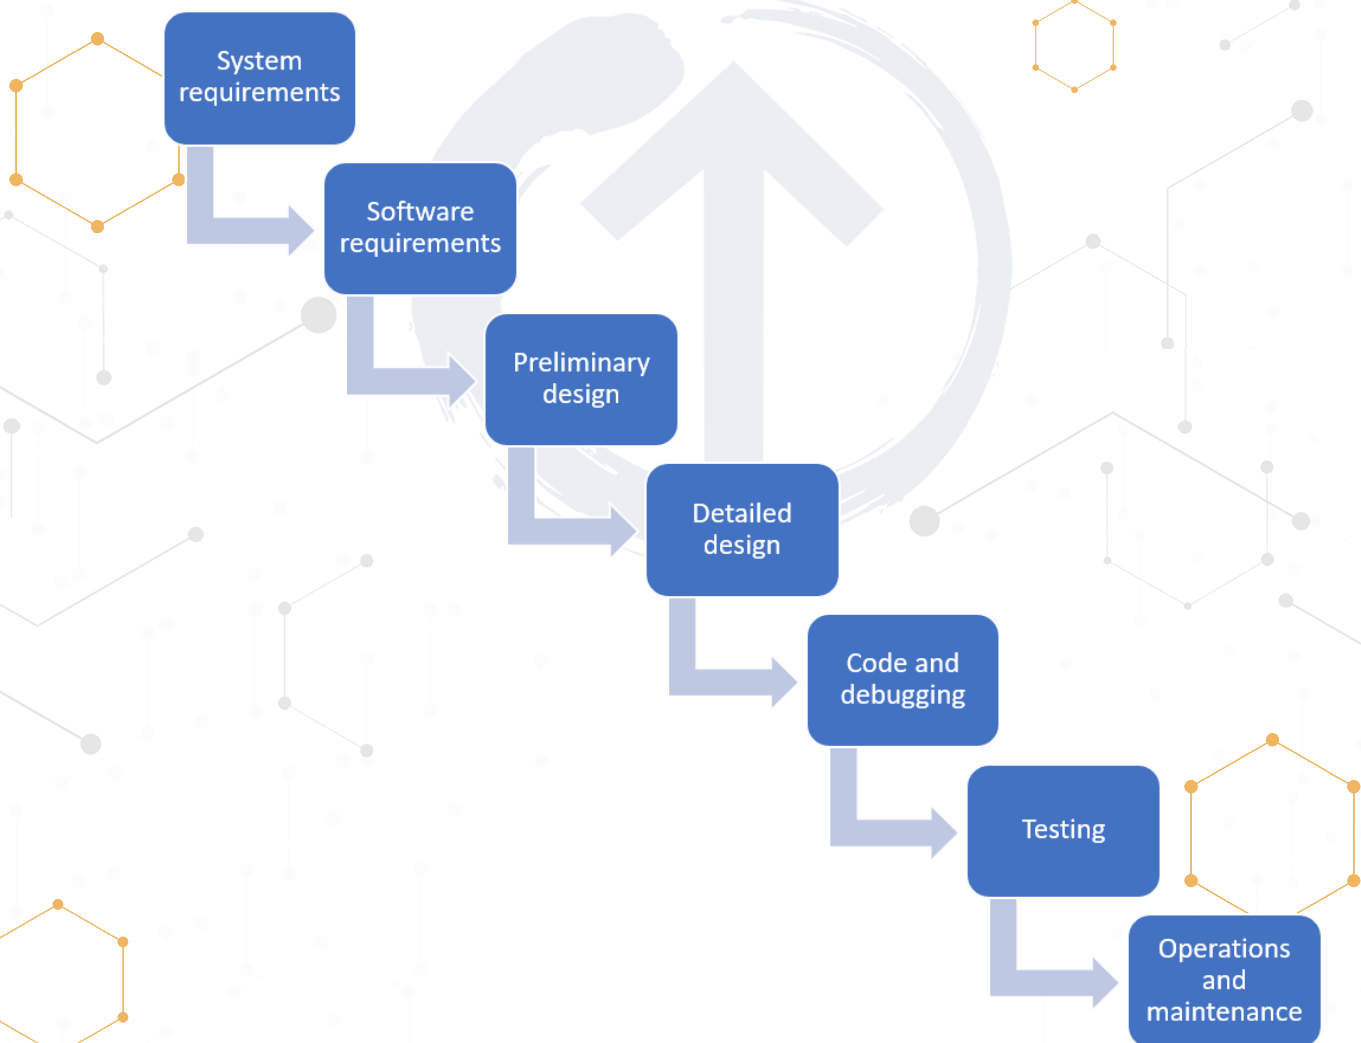 System
requirements
Software
requirements
Preliminary
design
Detailed
design
Code and
debugging
Testing
Operations
and
maintenance